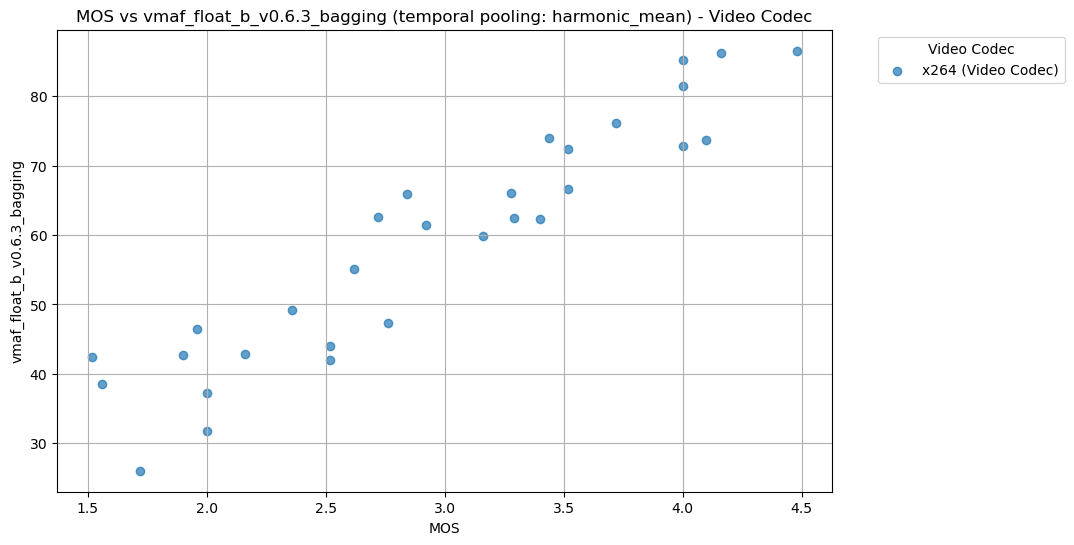 MOS vs vmaf_float_b_v0.6.3_bagging (temporal pooling: harmonic_mean) - Video Codec
Video Codec
x264 (Video Codec)
vmaf_float_b_v0.6.3_bagging
80
70
60
50
40
30
1.5 2.0 2.5 3.0 3.5 4.0 4.5
MOS